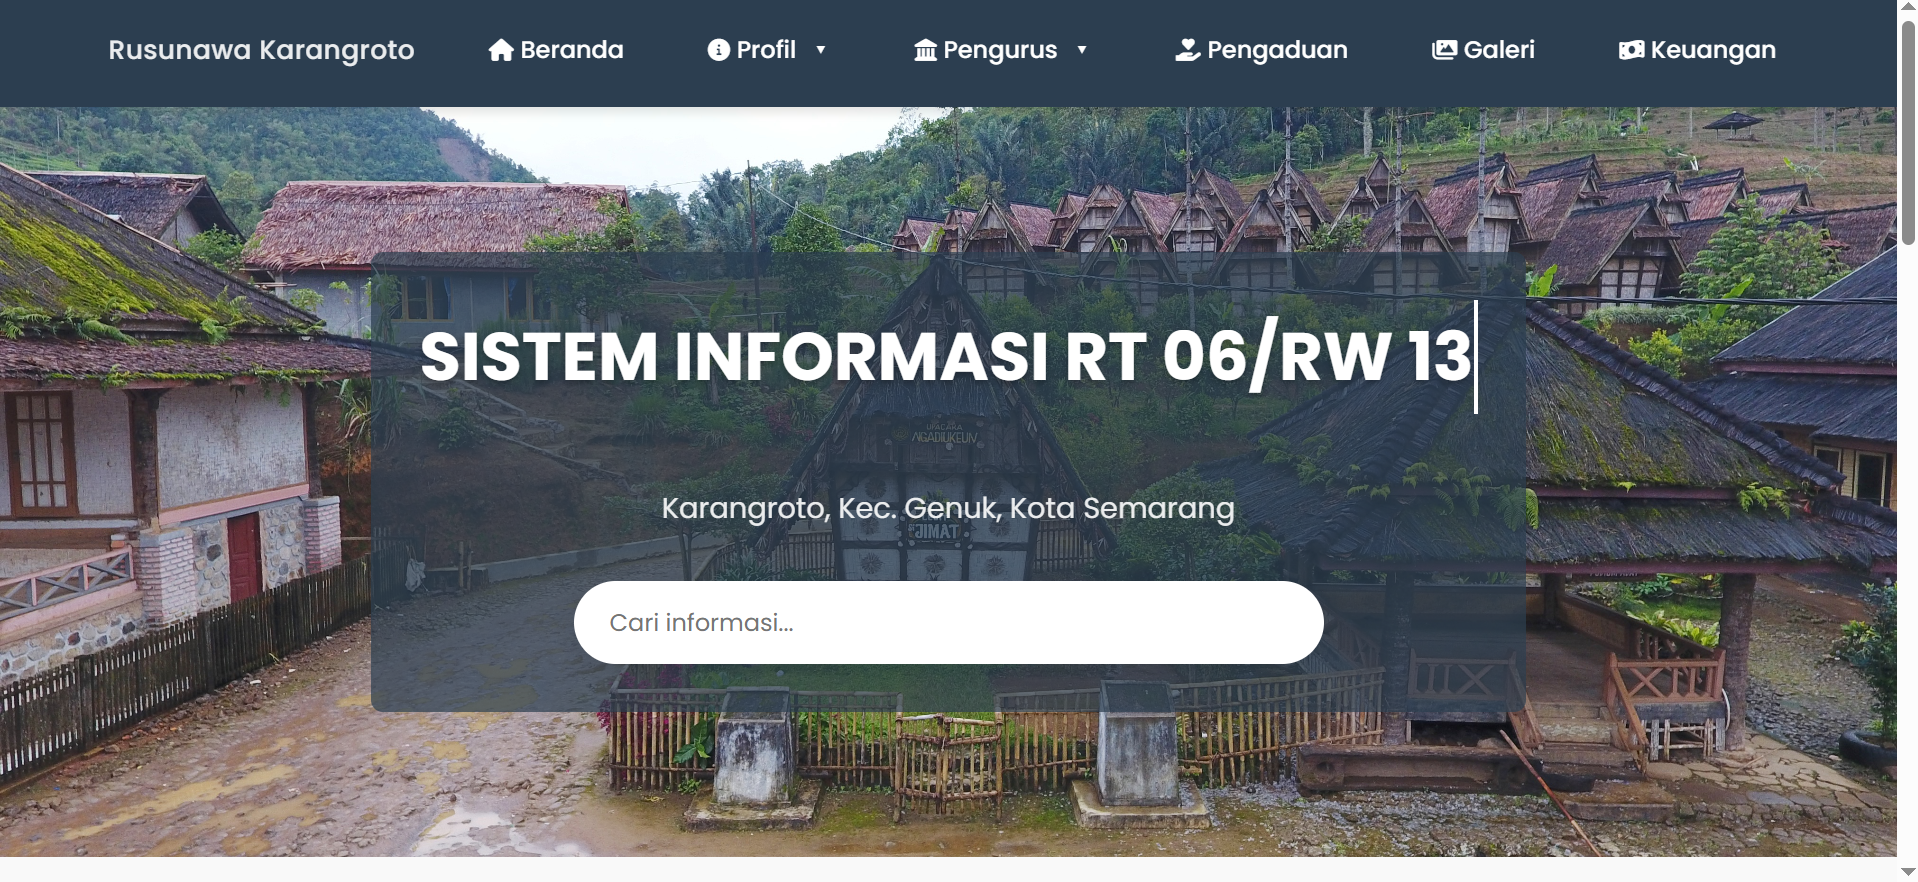 Rusunawa Karangroto Beranda Profil ▼ Pengurus ▼ Pengaduan Galeri Keuangan
SISTEM INFORMASI RT 06/RW 13
UPACARA
NGADIUKEUN
Karangroto, Kec. Genuk, Kota Semarang
JIMAT
Cari informasi...